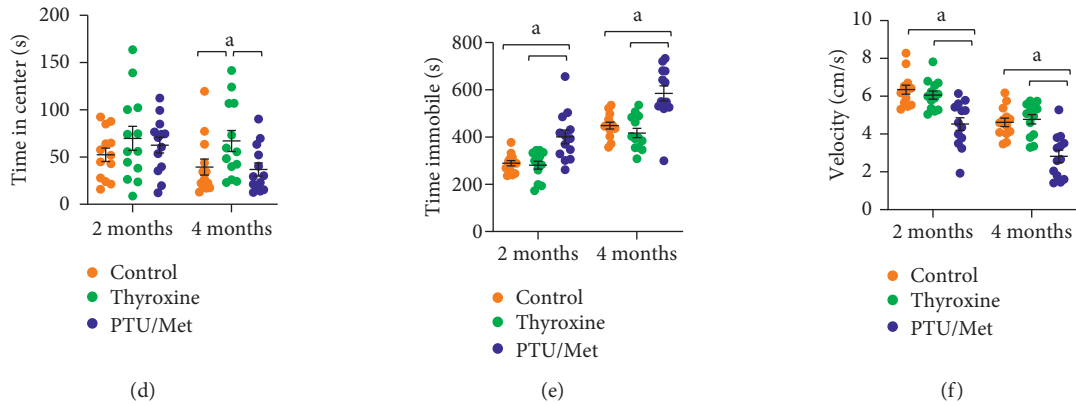 Time in center (s)
200
150
100
50
0
a
2 months 4 months
Control
Thyroxine
PTU/Met
(d)
Time immobile (s)
800
600
400
200
0
a
a
2 months 4 months
Control
Thyroxine
PTU/Met
(e)
Velocity (cm/s)
10
8
6
4
2
0
a
a
2 months 4 months
Control
Thyroxine
PTU/Met
(f)